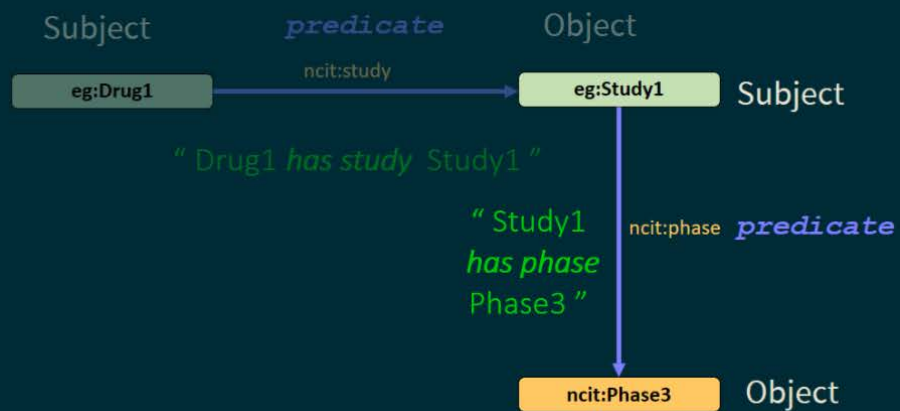 Subject
predicate
Object
ncit:study
eg:Drug1
eg:Study1
Subject
“ Drug1 has study Study1 ”
“ Study1
has phase
Phase3 ”
ncit:phase
predicate
ncit:Phase3
Object